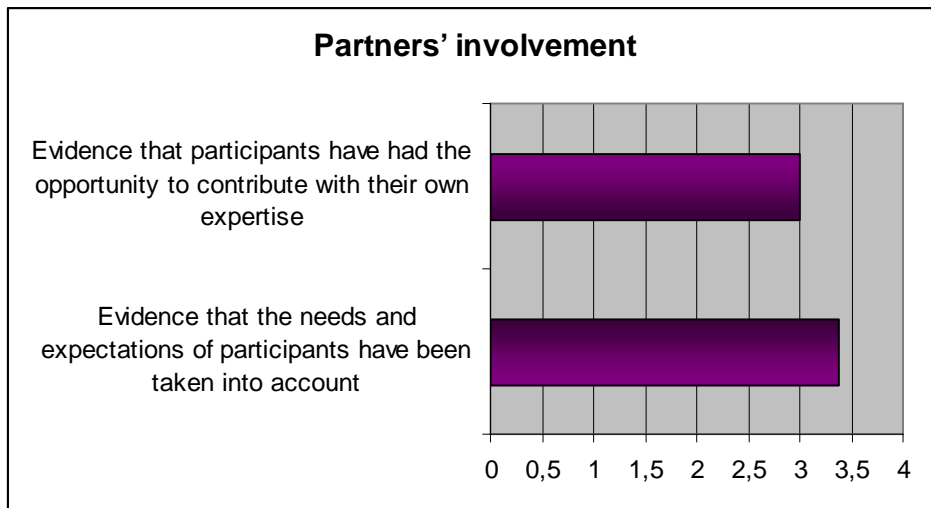 Partners’ involvement
Evidence that participants have had the
opportunity to contribute with their own
expertise
Evidence that the needs and
expectations of participants have been
taken into account
0 0,5 1 1,5 2 2,5 3 3,5 4